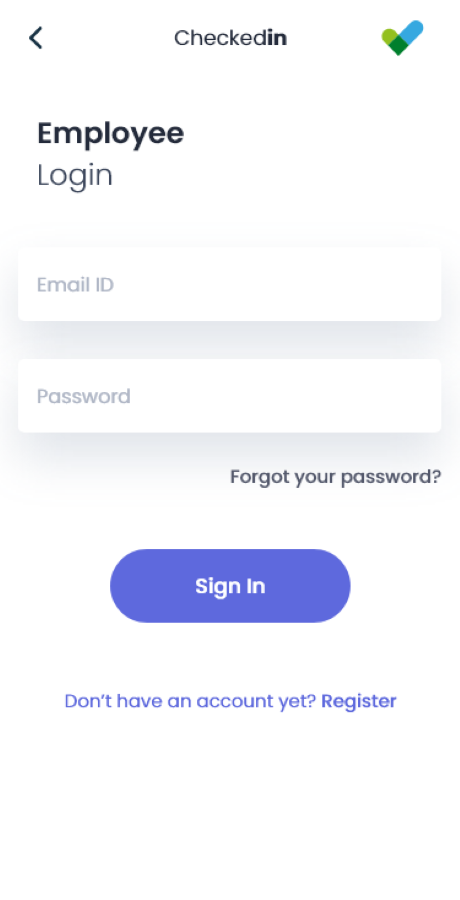 Checkedin
Employee
Login
Email ID
Password
Forgot your password?
Sign In
Don’t have an account yet? Register